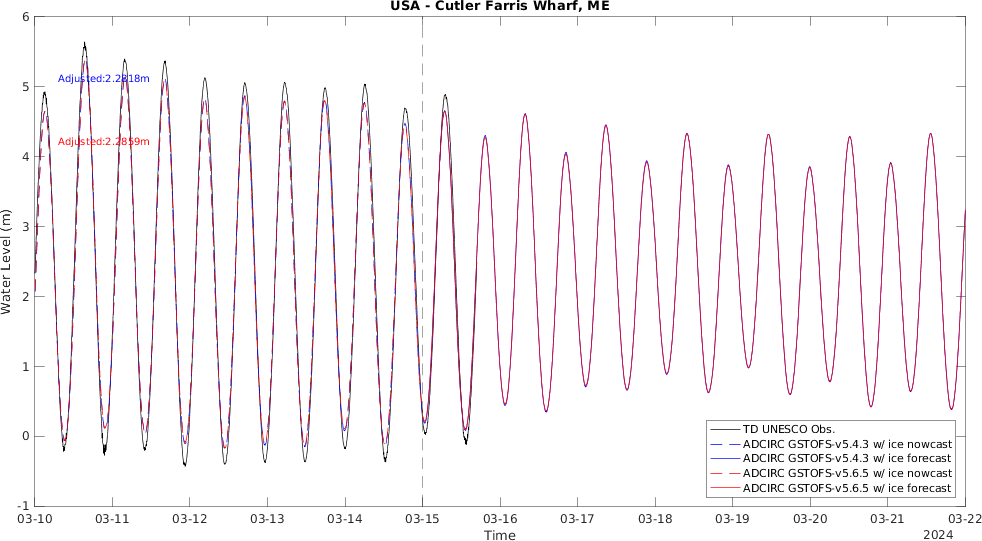 USA - Cutler Farris Wharf, ME
6
5
4
3
2
1
0
-1
Water Level (m)
Adjusted:2.2818m
Adjusted:2.2859m
TD UNESCO Obs.
ADCIRC GSTOFS-v5.4.3 w/ ice nowcast
ADCIRC GSTOFS-v5.4.3 w/ ice forecast
ADCIRC GSTOFS-v5.6.5 w/ ice nowcast
ADCIRC GSTOFS-v5.6.5 w/ ice forecast
03-10 03-11 03-12 03-13 03-14 03-15 03-16 03-17 03-18 03-19 03-20 03-21 03-22
Time
2024